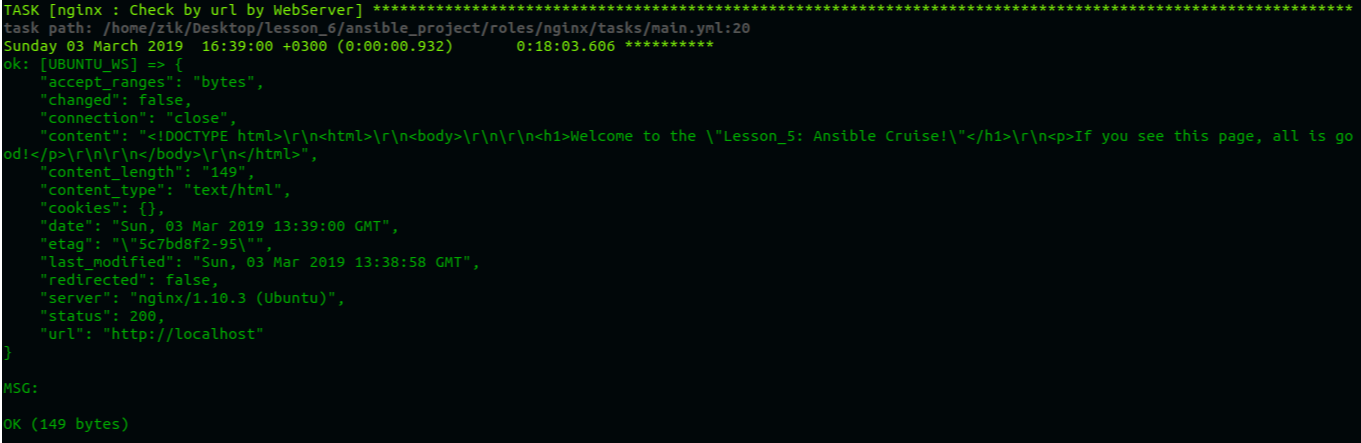 TASK [nginx : Check by url by WebServer] *************************************************************************************************************
task path: /home/zik/Desktop/lesson_6/ansible_project/roles/nginx/tasks/main.yml:20
Sunday 03 March 2019  16:39:00 +0300 (0:00:00.932)       0:18:03.606 **********
ok: [UBUNTU_WS] => {
    "accept_ranges": "bytes",
    "changed": false,
    "connection": "close",
    "content": "<!DOCTYPE html>\r\n<html>\r\n<body>\r\n\r\n<h1>Welcome to the \"Lesson_5: Ansible Cruise!\"</h1>\r\n<p>If you see this page, all is go
od!</p>\r\n\r\n</body>\r\n</html>",
    "content_length": "149",
    "content_type": "text/html",
    "cookies": {},
    "date": "Sun, 03 Mar 2019 13:39:00 GMT",
    "etag": "\"5c7bd8f2-95\"",
    "last_modified": "Sun, 03 Mar 2019 13:38:58 GMT",
    "redirected": false,
    "server": "nginx/1.10.3 (Ubuntu)",
    "status": 200,
    "url": "http://localhost"
}
MSG:
OK (149 bytes)